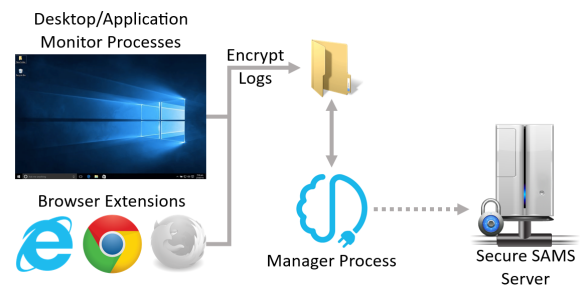 Desktop/Application
Monitor Processes
Encrypt
Logs
Browser Extensions
Manager Process
Secure SAMS
Server